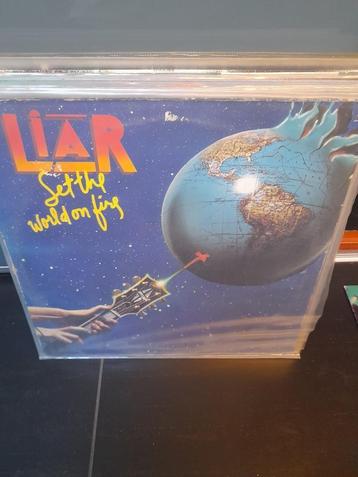 LIAR
Set the
World on fire